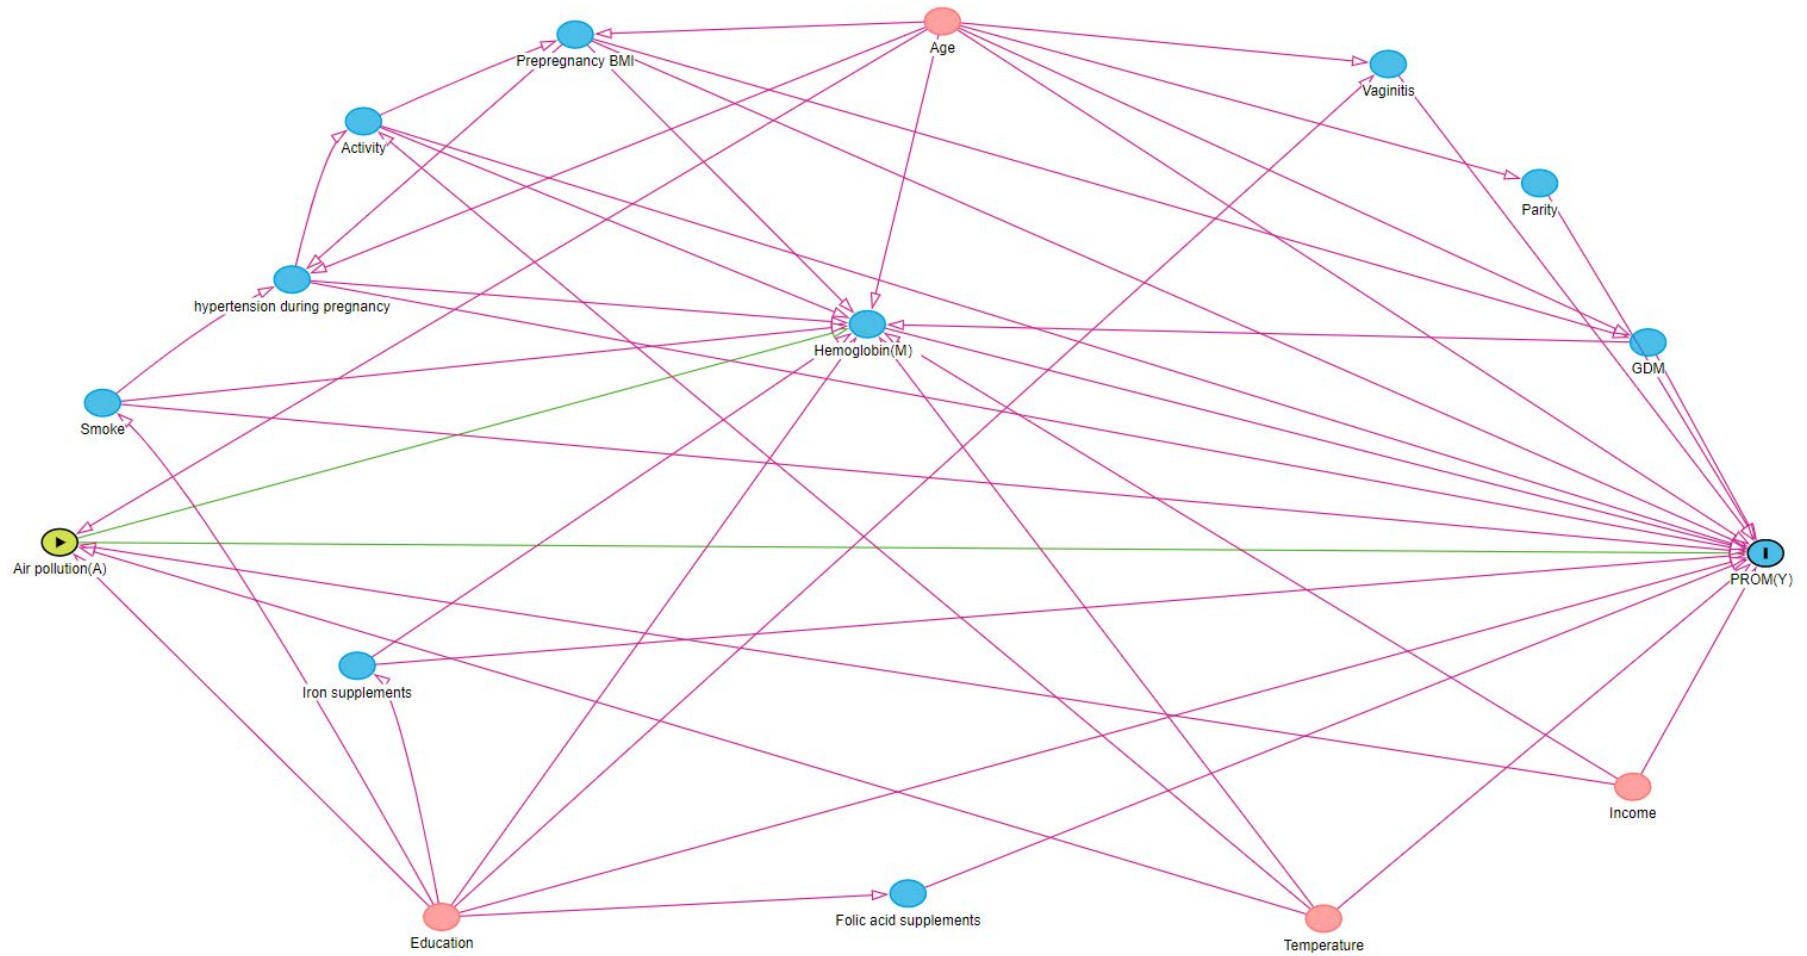 Age
Prepregnancy BMI
Vaginitis
Activity
Parity
hypertension during pregnancy
Hemoglobin(M)
GDM
Smoke
Air pollution(A)
PROM(Y)
Iron supplements
Income
Folic acid supplements
Education
Temperature